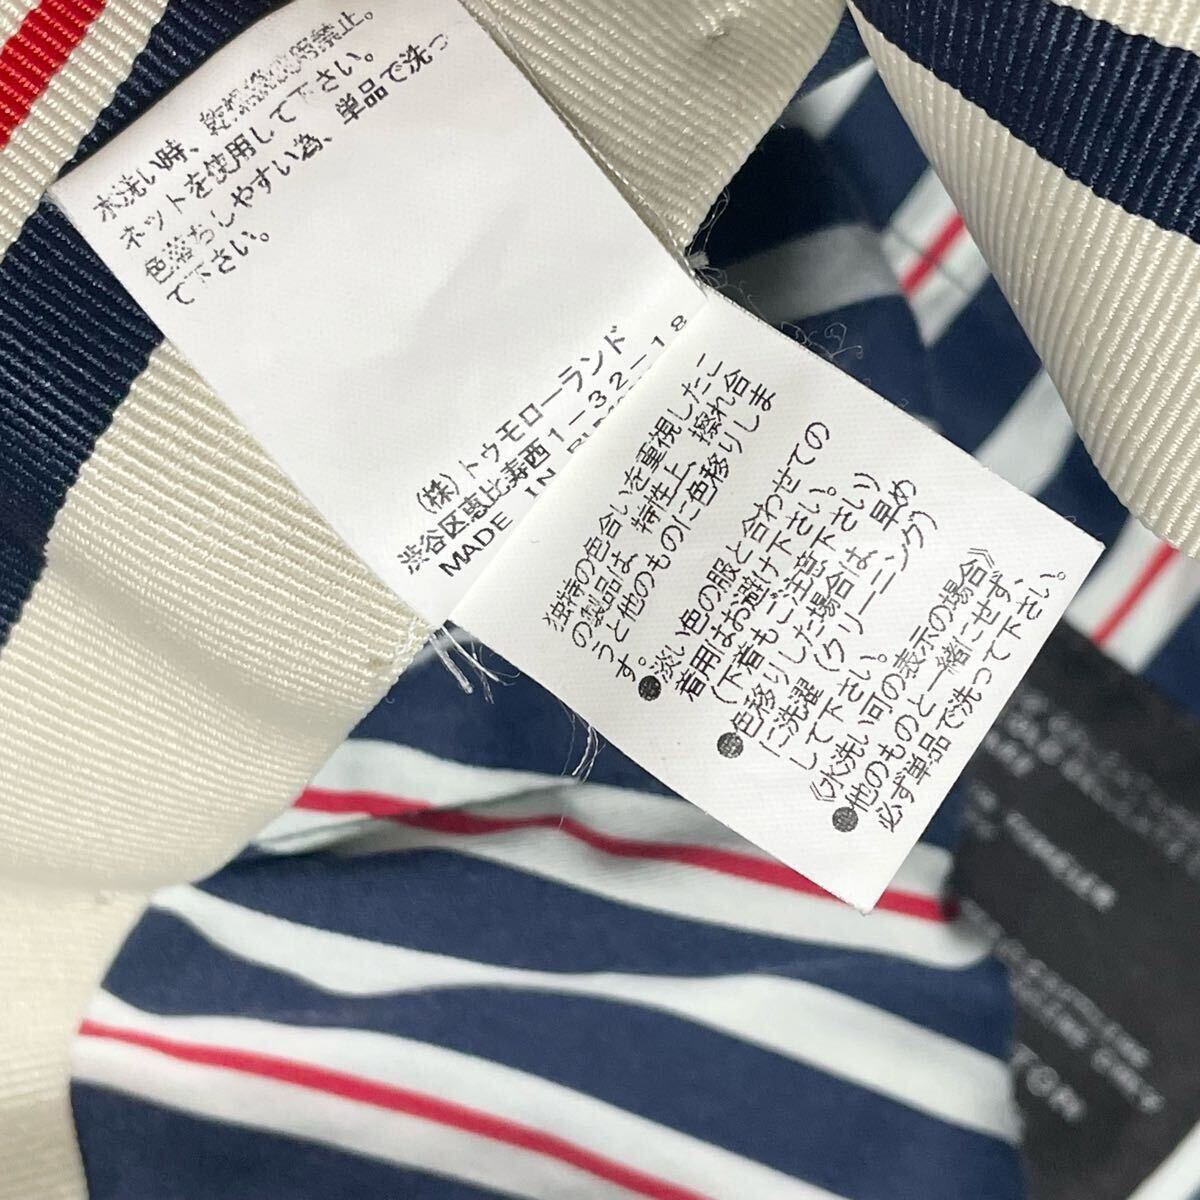 水洗い時、乾燥機使用禁止。
ネットを使用して下さい。
色落ちしやすい為、単品で洗っ
て下さい。
(株)トゥモローランド
渋谷区恵比寿西1-32-18
MADE IN
独特の色合いを重視したこ
の製品は、特性上、擦れ合
うと他のものに色移りしま
す。
●淡い色の服と合わせての
着用はお避け下さい。
(下着もご注意下さい)
●色移りした場合は、早め
に洗濯(クリーニング)
して下さい。
《水洗い可の表示の場合》
●他のものと一緒にせず、
必ず単品で洗って下さい。